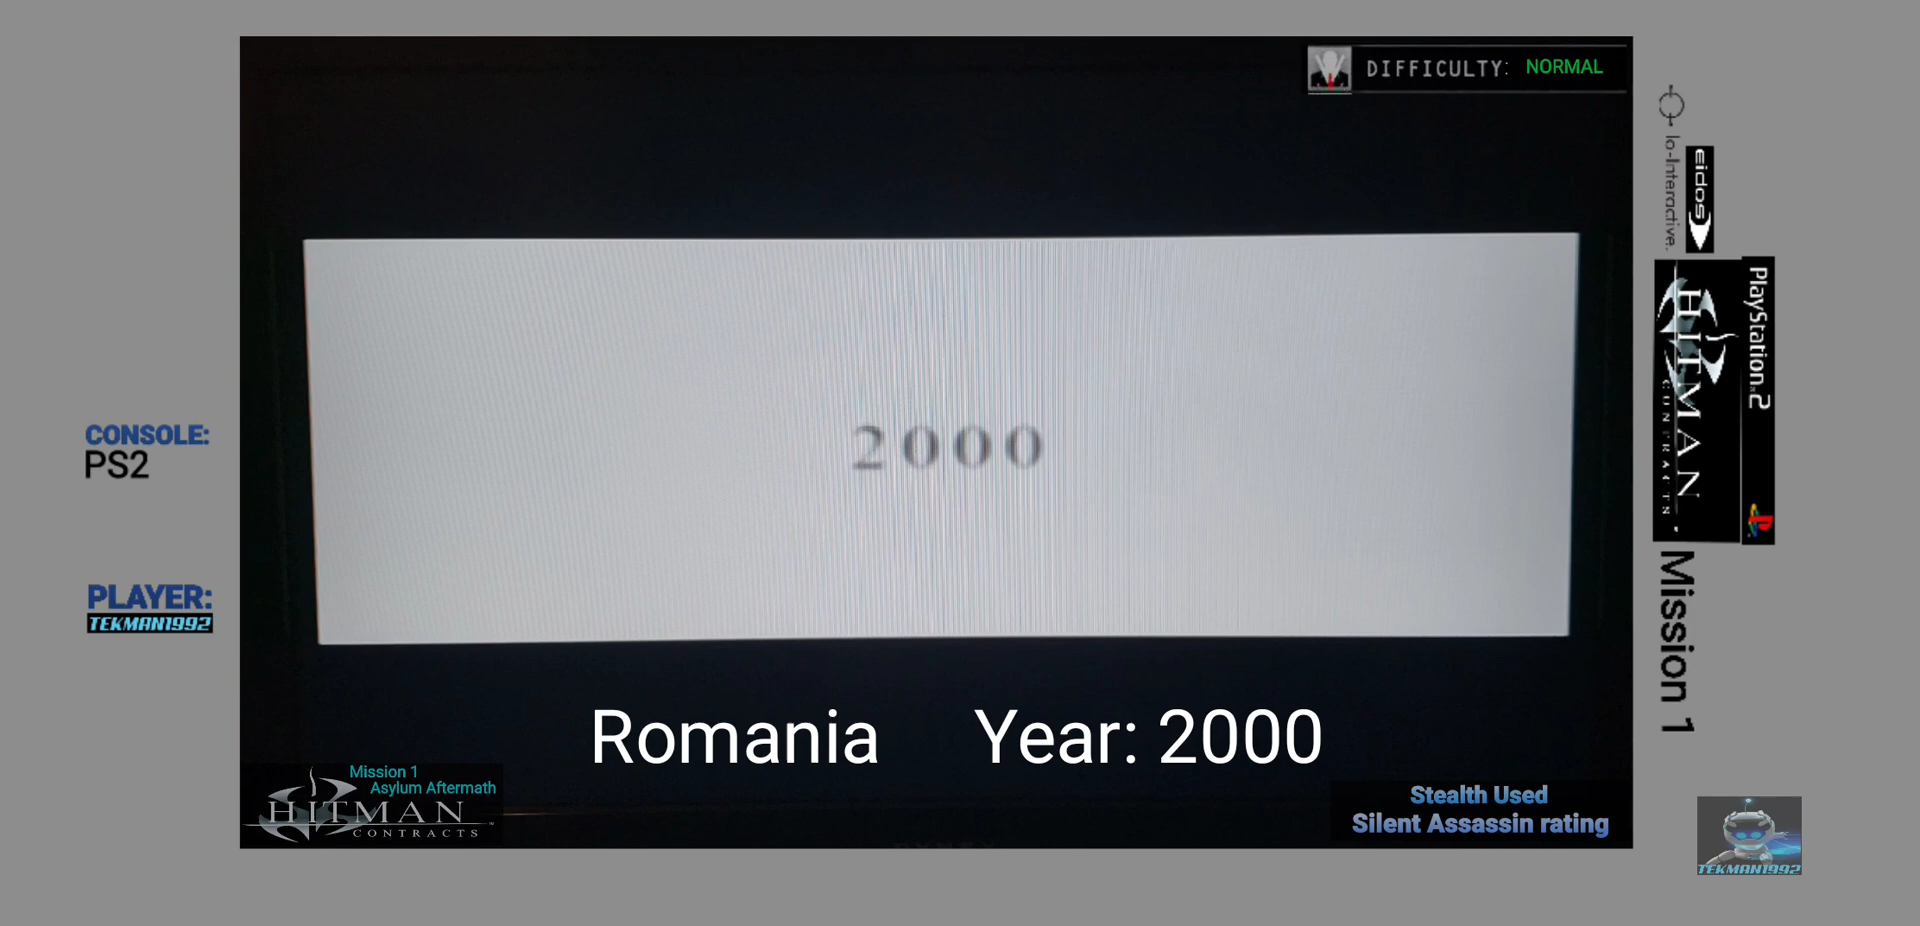 DIFFICULTY: NORMAL
Io-Interactive.
eidos
PlayStation.2
HITMAN
CONTRACTS
Mission 1
2000
CONSOLE:
PS2
PLAYER:
TEKMAN1992
Romania Year: 2000
Mission 1
Asylum Aftermath
HITMAN
CONTRACTS
Stealth Used
Silent Assassin rating
TEKMAN1992